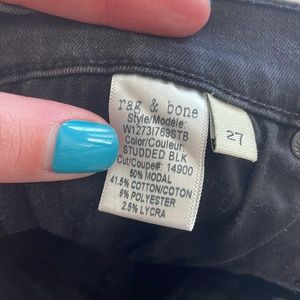 rag & bone
Style/Modéle:
W1273I769STB
Color/Couleur:
STUDDED BLK
Cut/Coupe#: 14900
50% MODAL
41.5% COTTON/COTON
6% POLYESTER
2.5% LYCRA
27